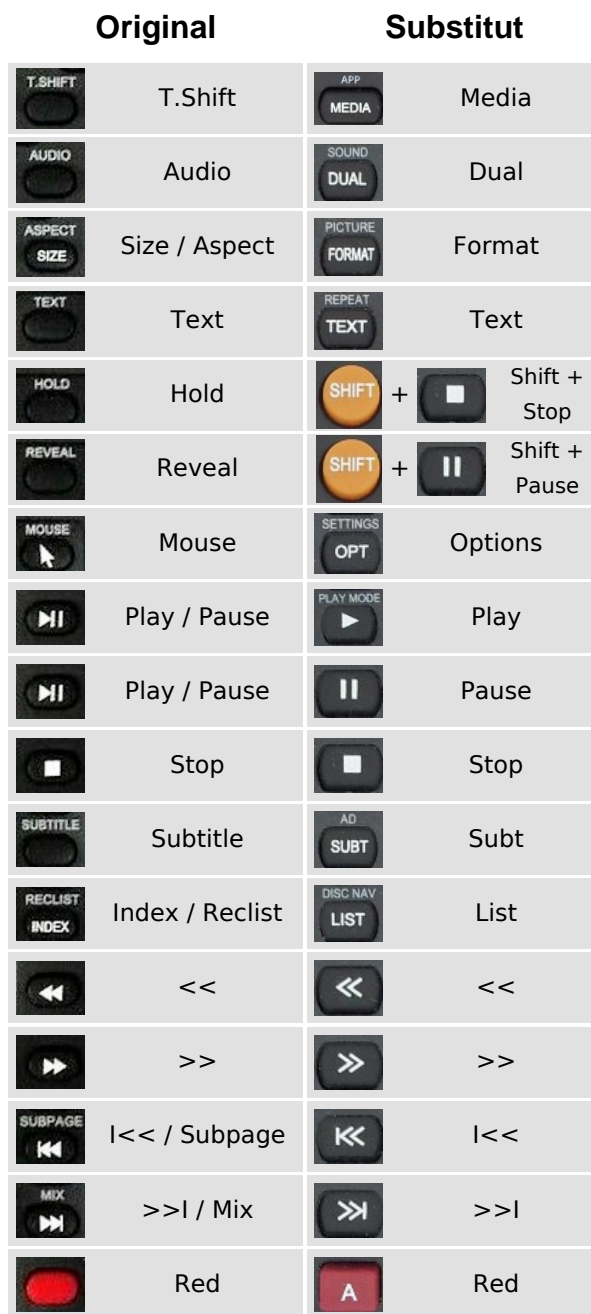 Original Substitut
T.SHIFT T.Shift APP MEDIA Media
AUDIO Audio SOUND DUAL Dual
ASPECT SIZE Size / Aspect PICTURE FORMAT Format
TEXT Text REPEAT TEXT Text
HOLD Hold SHIFT + Shift + Stop
REVEAL Reveal SHIFT + Shift + Pause
MOUSE Mouse SETTINGS OPT Options
Play / Pause PLAY MODE Play
Play / Pause Pause
Stop Stop
SUBTITLE Subtitle AD SUBT Subt
RECLIST INDEX Index / Reclist DISC NAV LIST List
<< <<
>> >>
SUBPAGE I<< / Subpage I<<
MIX >>I / Mix >>I
Red A Red